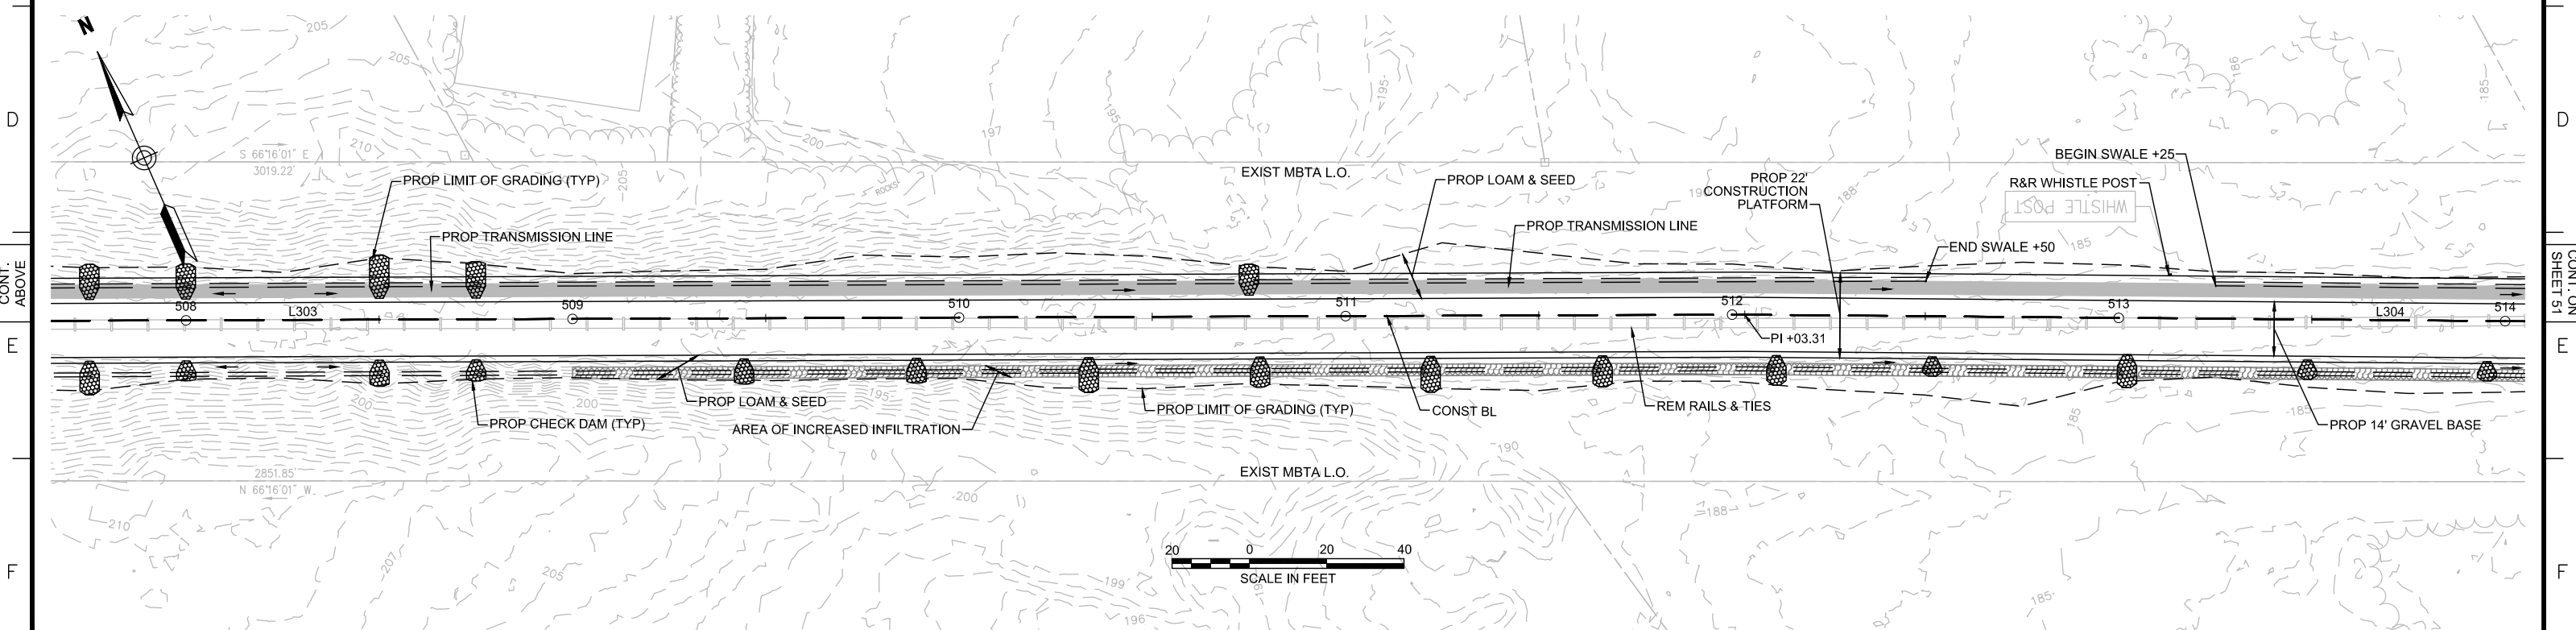 N
D
D
205
205
210
S 66°16'01" E
3019.22'
205
200
197
195
195
ROCKS
EXIST MBTA L.O.
PROP LIMIT OF GRADING (TYP)
PROP TRANSMISSION LINE
PROP LOAM & SEED
PROP TRANSMISSION LINE
PROP 22'
CONSTRUCTION
PLATFORM
188
186
185
BEGIN SWALE +25
R&R WHISTLE POST
WHISTLE POST
END SWALE +50
185
CONT.
ABOVE
CONT. ON
SHEET 51
508
L303
509
510
511
512
513
L304
514
E
E
PI +03.31
200
200
195
PROP CHECK DAM (TYP)
PROP LOAM & SEED
AREA OF INCREASED INFILTRATION
PROP LIMIT OF GRADING (TYP)
CONST BL
REM RAILS & TIES
185
185
PROP 14' GRAVEL BASE
190
EXIST MBTA L.O.
2851.85'
N 66°16'01" W
210
200
188
207
205
199
196
185
20 0 20 40
SCALE IN FEET
F
F